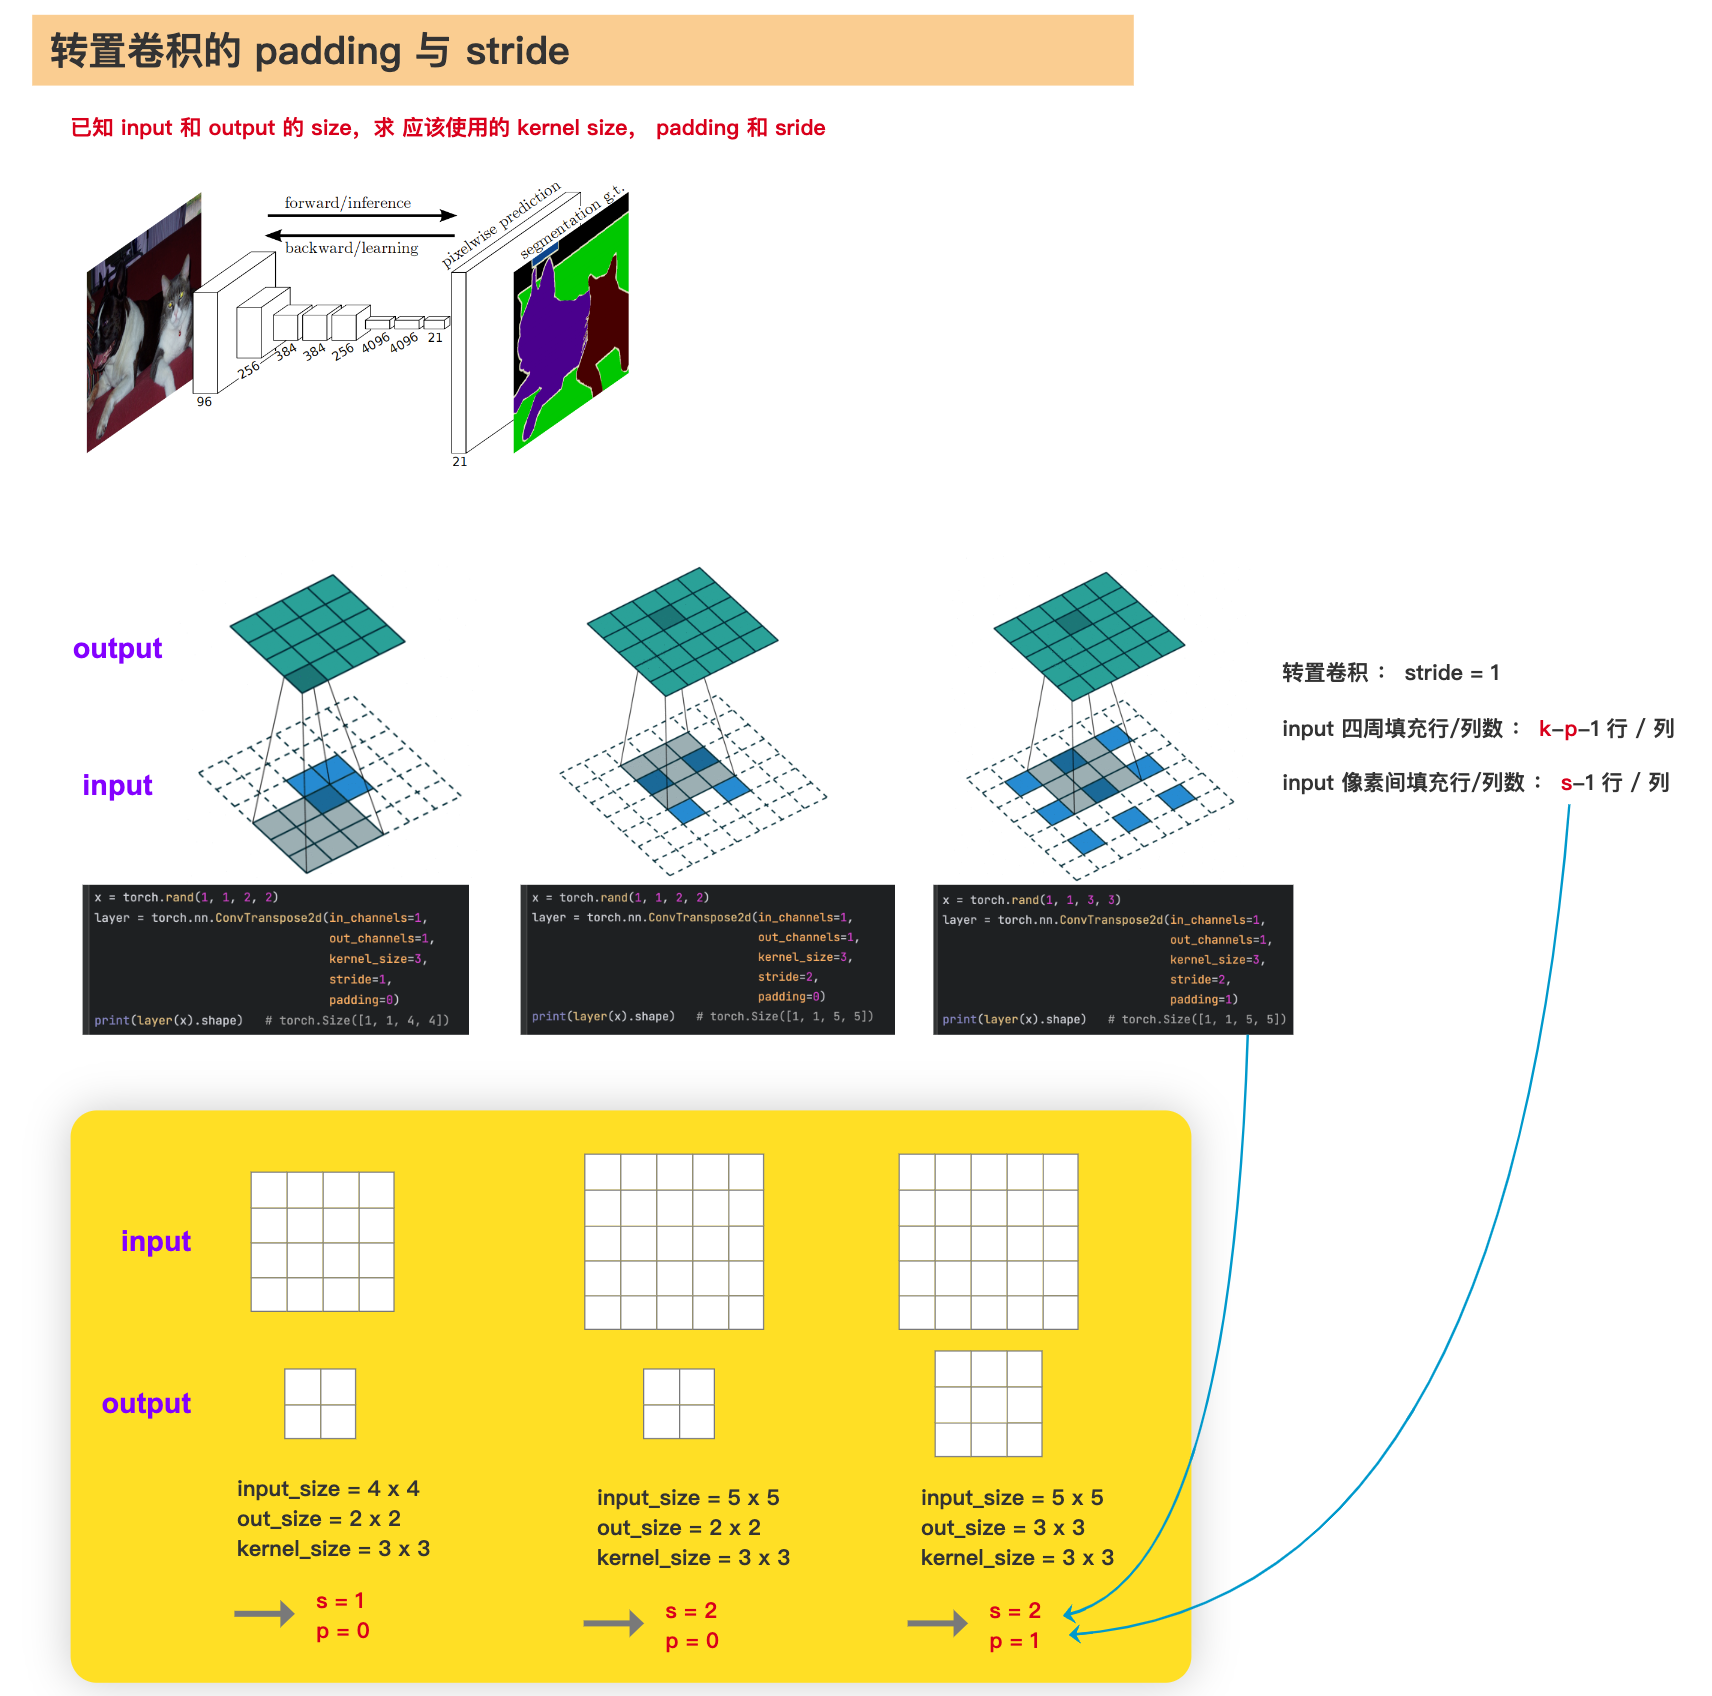 转置卷积的 padding 与 stride
已知 input 和 output 的 size，求 应该使用的 kernel size， padding 和 sride
forward/inference
backward/learning
pixelwise prediction
segmentation g.t.
96
256
384
384
256
4096
4096
21
21
output
input
转置卷积： stride = 1
input 四周填充行/列数： k-p-1 行 / 列
input 像素间填充行/列数： s-1 行 / 列
x = torch.rand(1, 1, 2, 2)
layer = torch.nn.ConvTranspose2d(in_channels=1,
out_channels=1,
kernel_size=3,
stride=1,
padding=0)
print(layer(x).shape) # torch.Size([1, 1, 4, 4])
x = torch.rand(1, 1, 2, 2)
layer = torch.nn.ConvTranspose2d(in_channels=1,
out_channels=1,
kernel_size=3,
stride=2,
padding=0)
print(layer(x).shape) # torch.Size([1, 1, 5, 5])
x = torch.rand(1, 1, 3, 3)
layer = torch.nn.ConvTranspose2d(in_channels=1,
out_channels=1,
kernel_size=3,
stride=2,
padding=1)
print(layer(x).shape) # torch.Size([1, 1, 5, 5])
input
output
input_size = 4 x 4
out_size = 2 x 2
kernel_size = 3 x 3
s = 1
p = 0
input_size = 5 x 5
out_size = 2 x 2
kernel_size = 3 x 3
s = 2
p = 0
input_size = 5 x 5
out_size = 3 x 3
kernel_size = 3 x 3
s = 2
p = 1